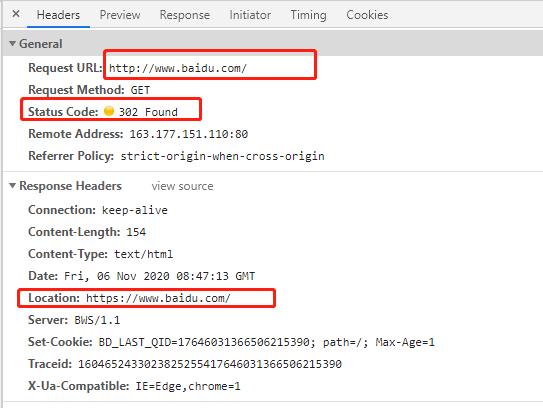 × Headers Preview Response Initiator Timing Cookies
▼ General
Request URL: http://www.baidu.com/
Request Method: GET
Status Code: 302 Found
Remote Address: 163.177.151.110:80
Referrer Policy: strict-origin-when-cross-origin
▼ Response Headers view source
Connection: keep-alive
Content-Length: 154
Content-Type: text/html
Date: Fri, 06 Nov 2020 08:47:13 GMT
Location: https://www.baidu.com/
Server: BWS/1.1
Set-Cookie: BD_LAST_QID=17646031366506215390; path=/; Max-Age=1
Traceid: 1604652433023825255417646031366506215390
X-Ua-Compatible: IE=Edge,chrome=1